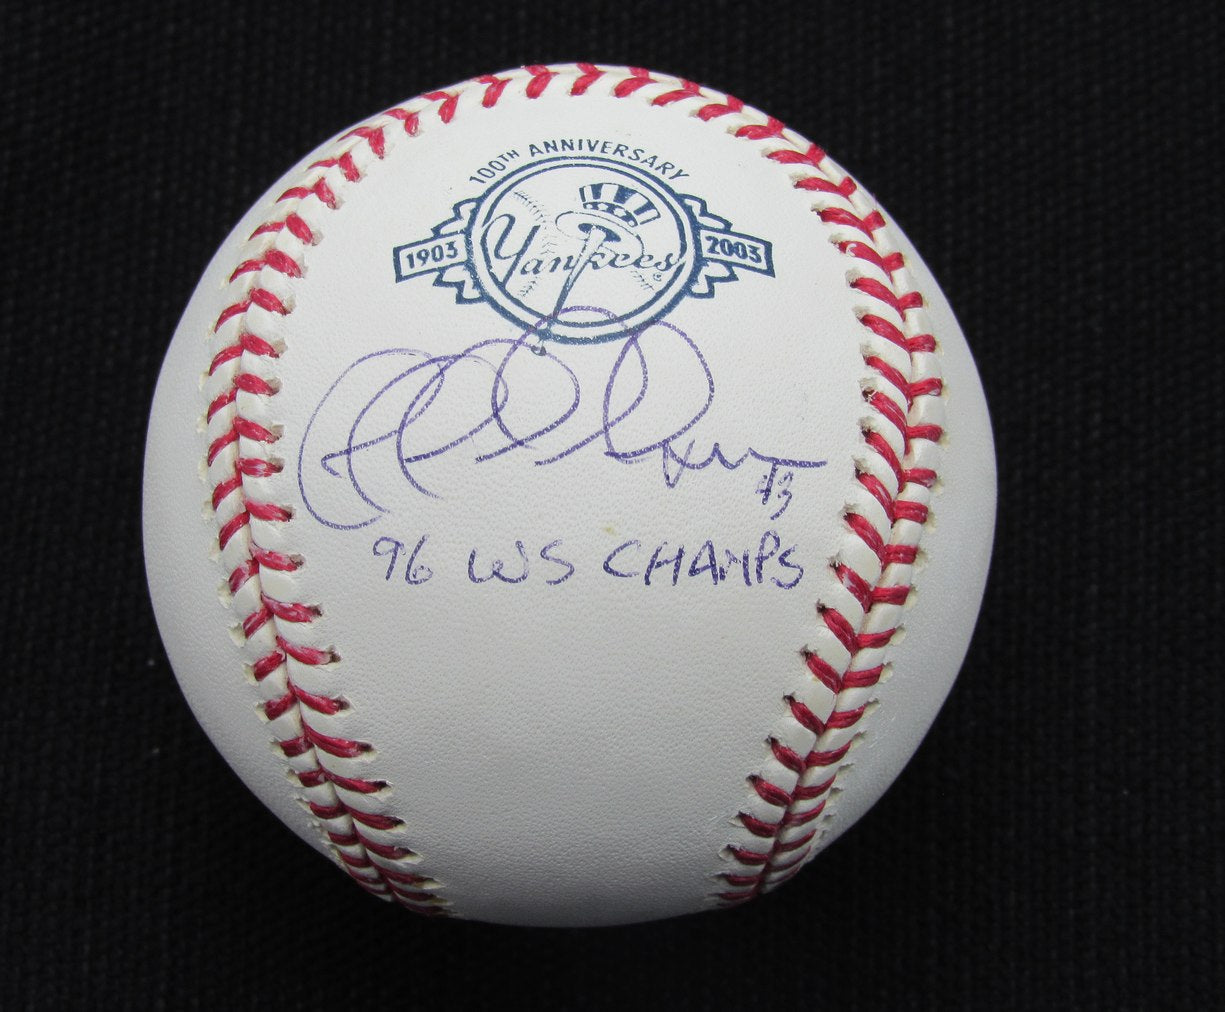 100TH ANNIVERSARY
1903 Yankees 2003
43
96 WS CHAMPS